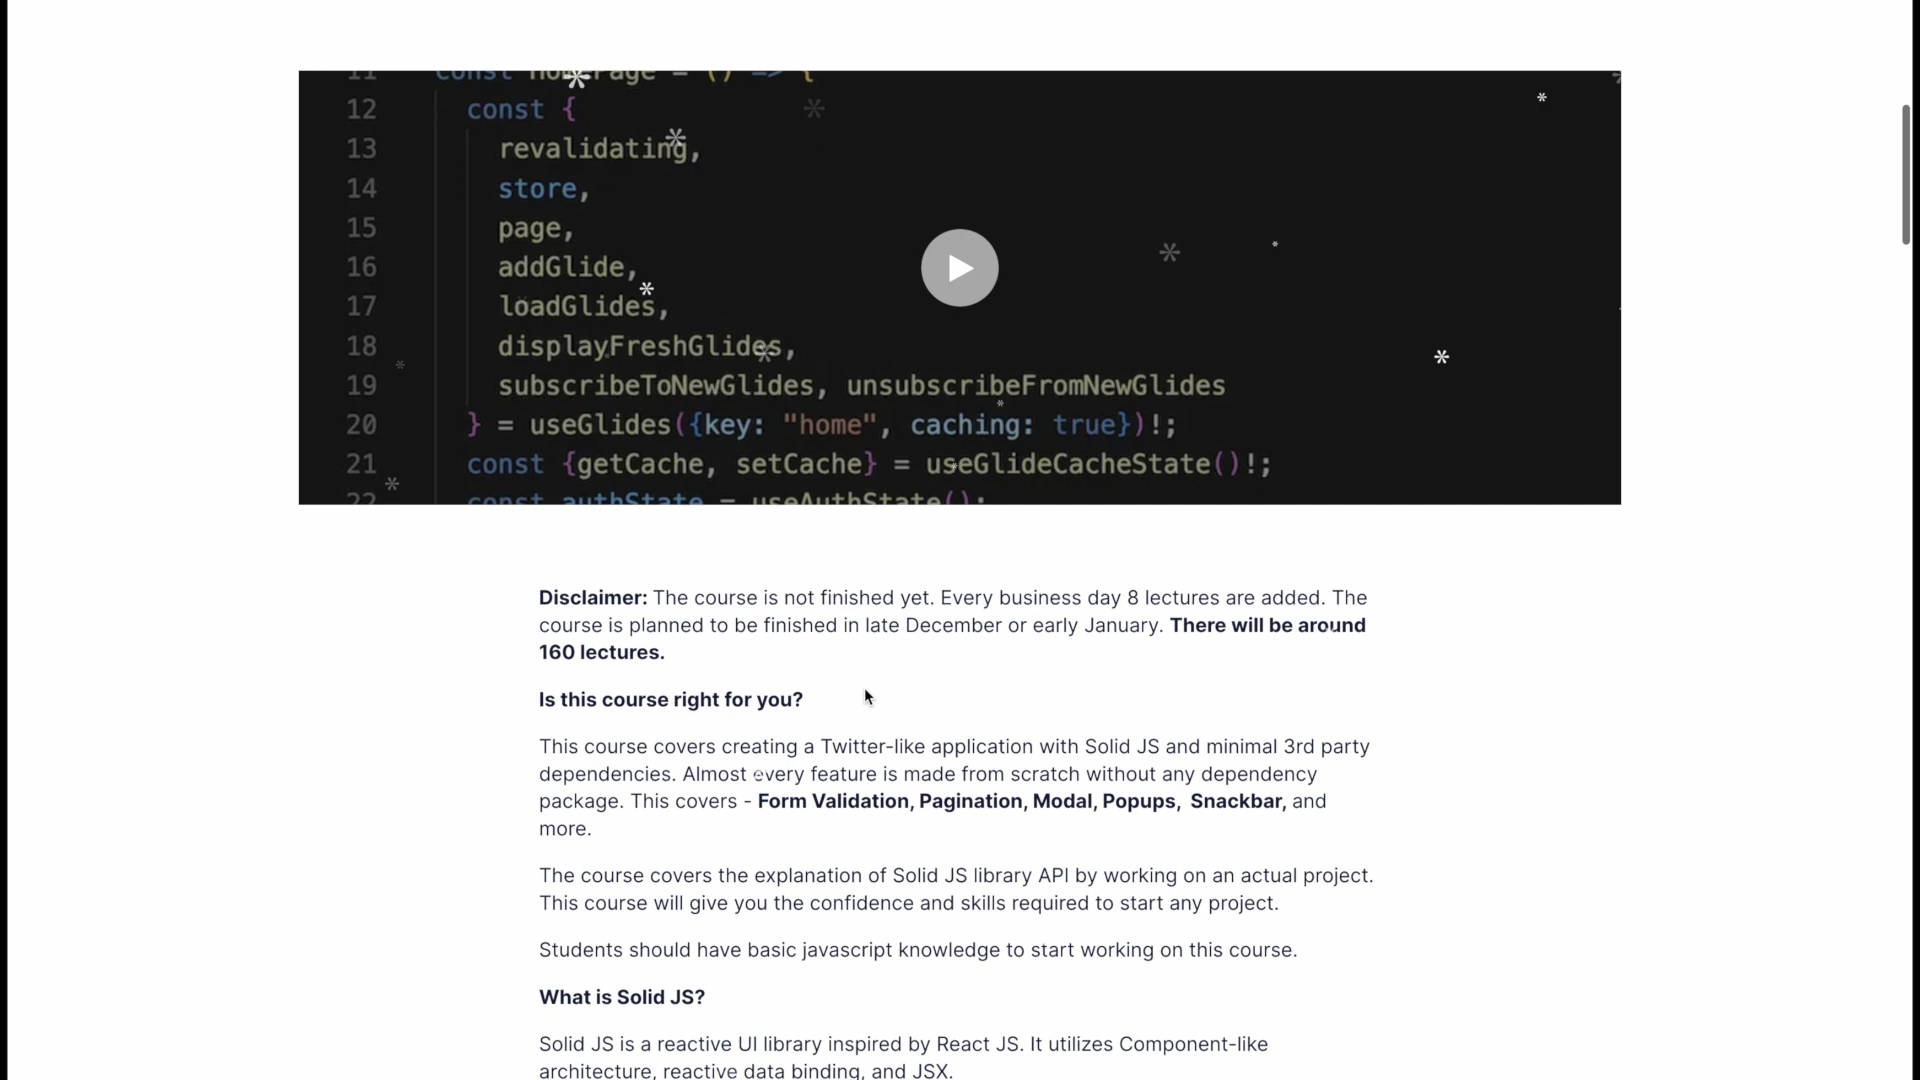 11 const HomePage = () => {
12 const {
13 revalidating,
14 store,
15 page,
16 addGlide,
17 loadGlides,
18 displayFreshGlides,
19 subscribeToNewGlides, unsubscribeFromNewGlides
20 } = useGlides({key: "home", caching: true})!;
21 const {getCache, setCache} = useGlideCacheState()!;
22 const authState = useAuthState();
Disclaimer: The course is not finished yet. Every business day 8 lectures are added. The
course is planned to be finished in late December or early January. There will be around
160 lectures.
Is this course right for you?
This course covers creating a Twitter-like application with Solid JS and minimal 3rd party
dependencies. Almost every feature is made from scratch without any dependency
package. This covers - Form Validation, Pagination, Modal, Popups, Snackbar, and
more.
The course covers the explanation of Solid JS library API by working on an actual project.
This course will give you the confidence and skills required to start any project.
Students should have basic javascript knowledge to start working on this course.
What is Solid JS?
Solid JS is a reactive UI library inspired by React JS. It utilizes Component-like
architecture, reactive data binding, and JSX.